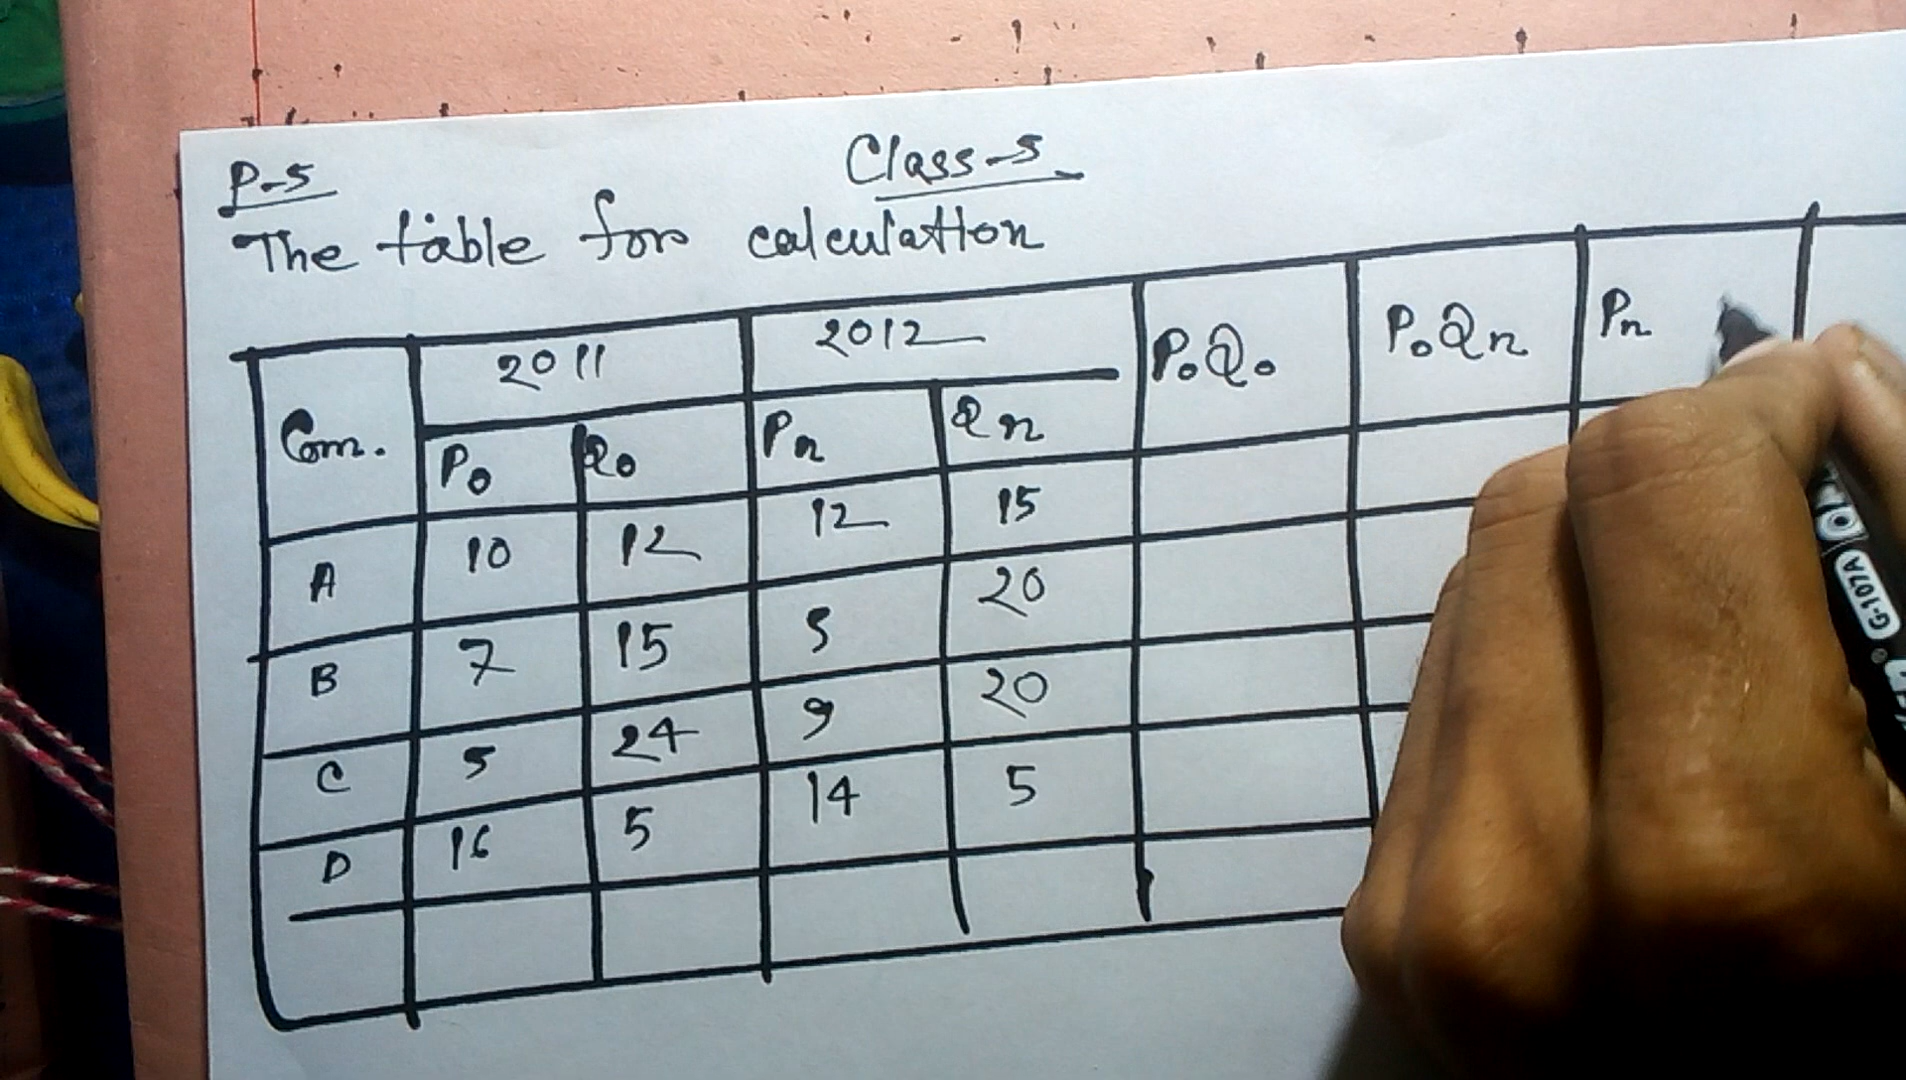 P-5
Class-5
The table for calculation
Com. 2011 2012 P₀Q₀ P₀Qn Pn
P₀ Q₀ Pn Qn
A 10 12 12 15
B 7 15 5 20
C 5 24 9 20
D 16 5 14 5
G-107A